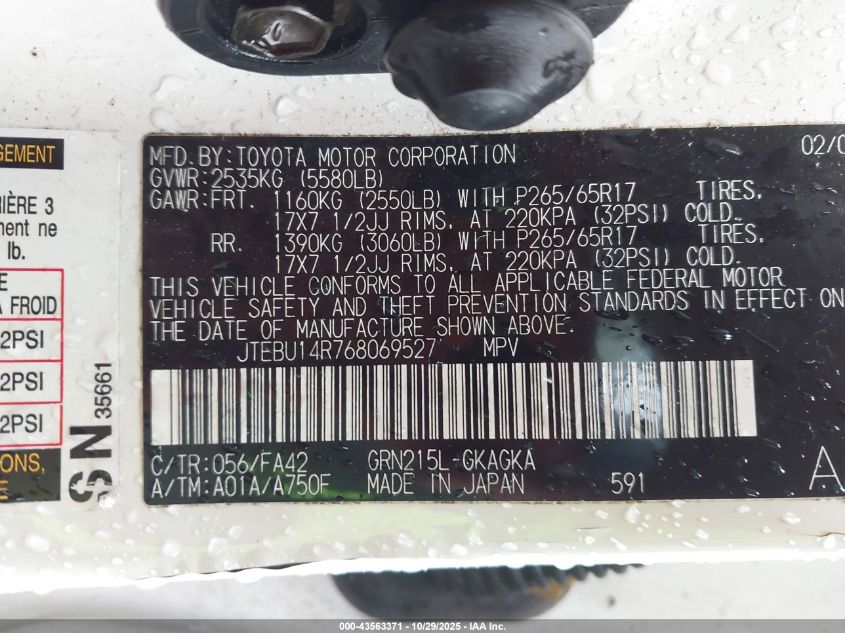 GEMENT
IÈRE 3
ment ne
lb.
E
A FROID
2PSI
2PSI
2PSI
IONS,
E
SN 35661
MFD.BY:TOYOTA MOTOR CORPORATION 02/0
GVWR:2535KG (5580LB)
GAWR:FRT. 1160KG (2550LB) WITH P265/65R17 TIRES,
17X7 1/2JJ RIMS, AT 220KPA (32PSI) COLD.
RR. 1390KG (3060LB) WITH P265/65R17 TIRES,
17X7 1/2JJ RIMS, AT 220KPA (32PSI) COLD.
THIS VEHICLE CONFORMS TO ALL APPLICABLE FEDERAL MOTOR
VEHICLE SAFETY AND THEFT PREVENTION STANDARDS IN EFFECT ON
THE DATE OF MANUFACTURE SHOWN ABOVE.
JTEBU14R768069527 MPV
C/TR:056/FA42 GRN215L-GKAGKA
A/TM:A01A/A750F MADE IN JAPAN 591
A
000-43563371 - 10/29/2025 - IAA Inc.